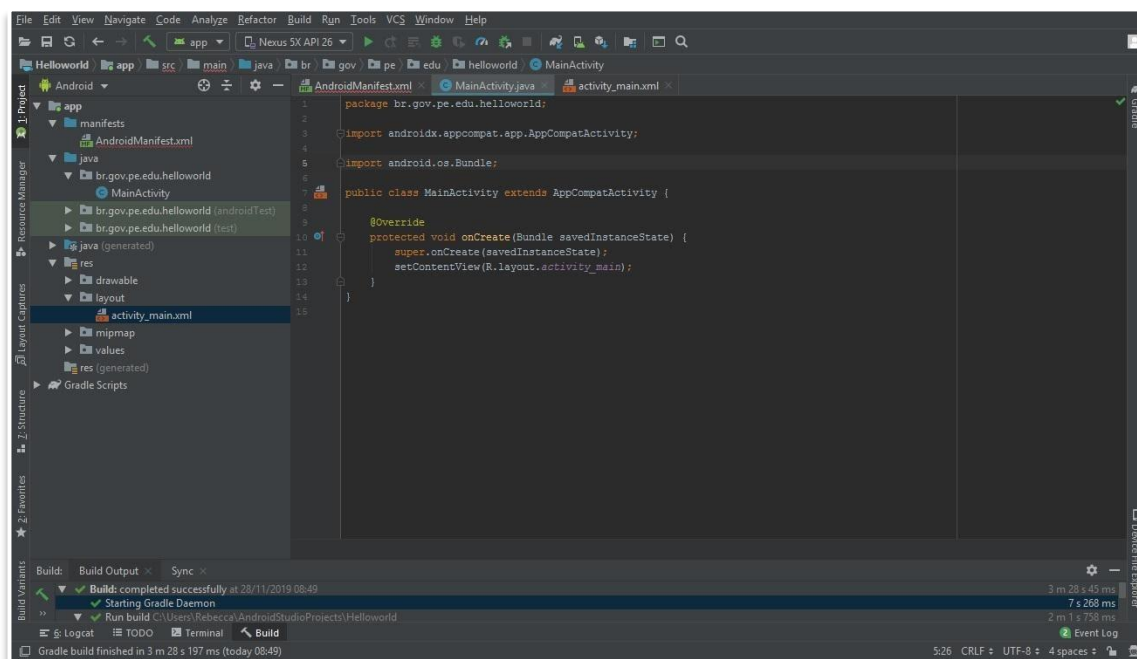 File Edit View Navigate Code Analyze Refactor Build Run Tools VCS Window Help
app Nexus 5X API 26
Helloworld app src main java br gov pe edu helloworld MainActivity
1: Project
Resource Manager
Layout Captures
Z: Structure
2: Favorites
Build Variants
Android
app
manifests
AndroidManifest.xml
java
br.gov.pe.edu.helloworld
MainActivity
br.gov.pe.edu.helloworld (androidTest)
br.gov.pe.edu.helloworld (test)
java (generated)
res
drawable
layout
activity_main.xml
mipmap
values
res (generated)
Gradle Scripts
AndroidManifest.xml MainActivity.java activity_main.xml
1 package br.gov.pe.edu.helloworld;
2
3 import androidx.appcompat.app.AppCompatActivity;
4
5 import android.os.Bundle;
6
7 public class MainActivity extends AppCompatActivity {
8
9 @Override
10 protected void onCreate(Bundle savedInstanceState) {
11 super.onCreate(savedInstanceState);
12 setContentView(R.layout.activity_main);
13 }
14 }
15
Gradle
Device File Explorer
Build: Build Output Sync
Build: completed successfully at 28/11/2019 08:49 3 m 28 s 45 ms
Starting Gradle Daemon 7 s 268 ms
Run build C:\Users\Rebecca\AndroidStudioProjects\Helloworld 2 m 1 s 758 ms
6: Logcat TODO Terminal Build 2 Event Log
Gradle build finished in 3 m 28 s 197 ms (today 08:49) 5:26 CRLF UTF-8 4 spaces